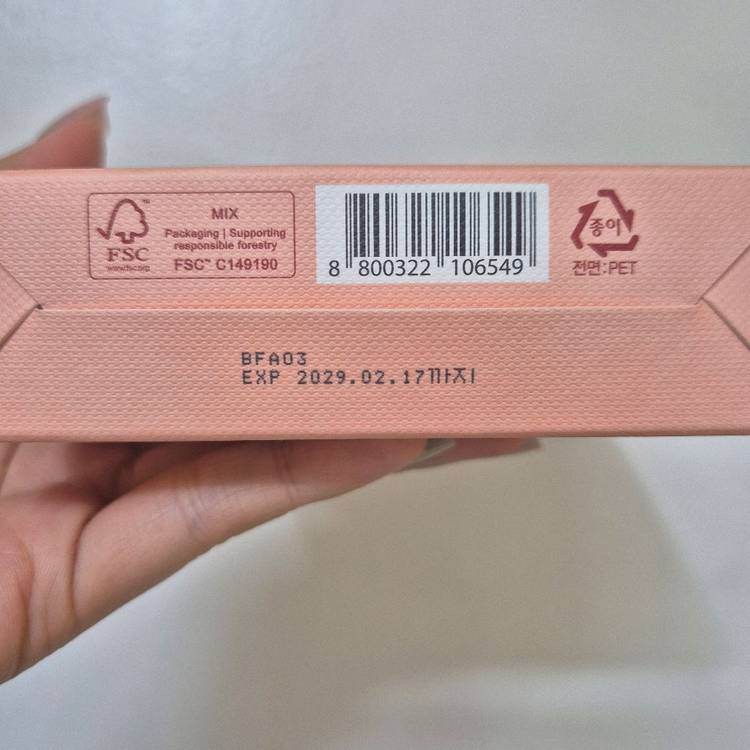 FSC™
www.fsc.org
MIX
Packaging | Supporting
responsible forestry
FSC™ C149190
8 800322 106549
종이
전면:PET
BFA03
EXP 2029.02.17까지